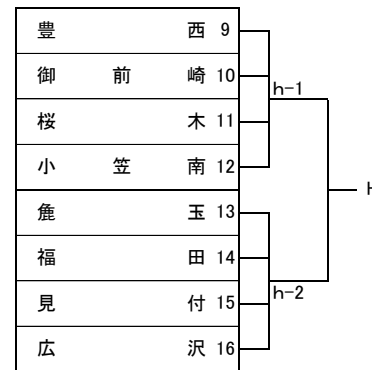 豊西 9
御前崎 10
h-1
桜木 11
小笠南 12
麁玉 13
福田 14
h-2
見付 15
広沢 16